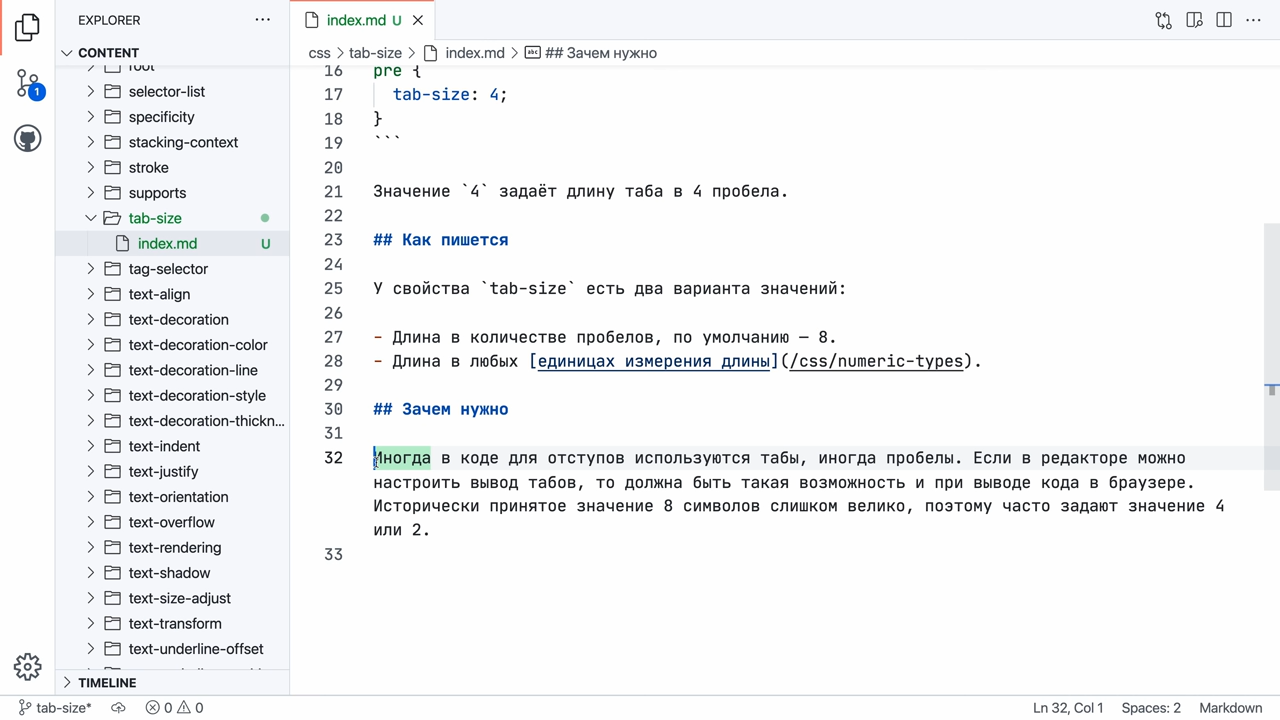 EXPLORER
index.md U
CONTENT
css > tab-size > index.md > abc ## Зачем нужно
root
selector-list
specificity
stacking-context
stroke
supports
tab-size
index.md U
tag-selector
text-align
text-decoration
text-decoration-color
text-decoration-line
text-decoration-style
text-decoration-thickn...
text-indent
text-justify
text-orientation
text-overflow
text-rendering
text-shadow
text-size-adjust
text-transform
text-underline-offset
TIMELINE
1
16 pre {
17 tab-size: 4;
18 }
19 ```
20
21 Значение `4` задаёт длину таба в 4 пробела.
22
23 ## Как пишется
24
25 У свойства `tab-size` есть два варианта значений:
26
27 - Длина в количестве пробелов, по умолчанию — 8.
28 - Длина в любых [единицах измерения длины](/css/numeric-types).
29
30 ## Зачем нужно
31
32 Иногда в коде для отступов используются табы, иногда пробелы. Если в редакторе можно
настроить вывод табов, то должна быть такая возможность и при выводе кода в браузере.
Исторически принятое значение 8 символов слишком велико, поэтому часто задают значение 4
или 2.
33
tab-size* 0 0 Ln 32, Col 1 Spaces: 2 Markdown